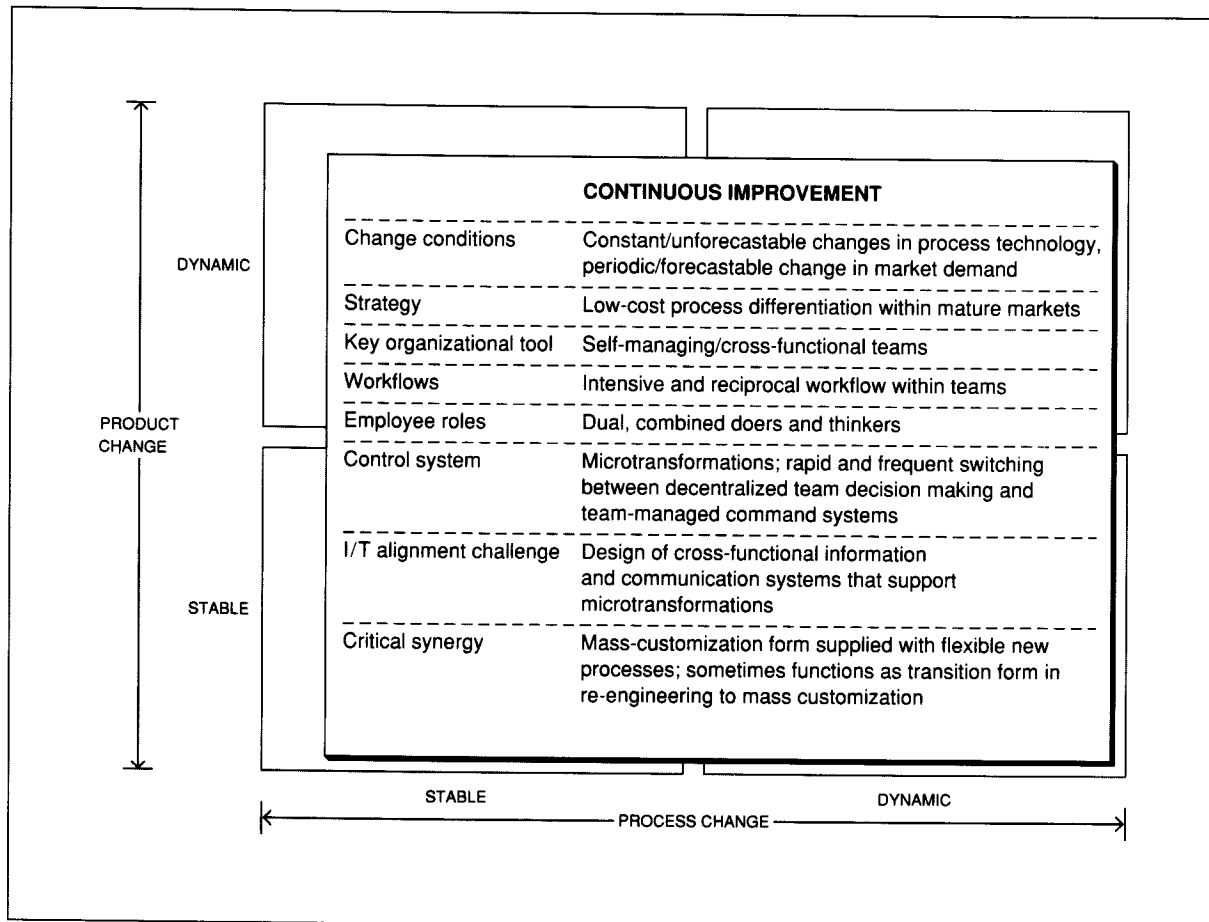 CONTINUOUS IMPROVEMENT
Change conditions Constant/unforecastable changes in process technology,
periodic/forecastable change in market demand
DYNAMIC
Strategy Low-cost process differentiation within mature markets
Key organizational tool Self-managing/cross-functional teams
Workflows Intensive and reciprocal workflow within teams
PRODUCT
CHANGE
Employee roles Dual, combined doers and thinkers
Control system Microtransformations; rapid and frequent switching
between decentralized team decision making and
team-managed command systems
I/T alignment challenge Design of cross-functional information
and communication systems that support
microtransformations
STABLE
Critical synergy Mass-customization form supplied with flexible new
processes; sometimes functions as transition form in
re-engineering to mass customization
STABLE DYNAMIC
PROCESS CHANGE